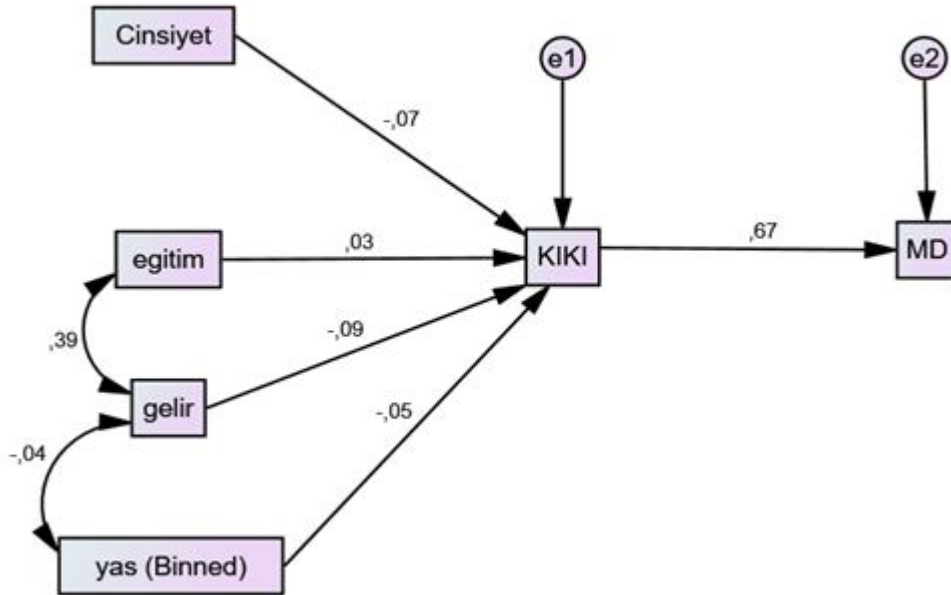 Cinsiyet
e1
e2
-,07
egitim
,03
KIKI
,67
MD
,39
-,09
gelir
-,05
-,04
yas (Binned)